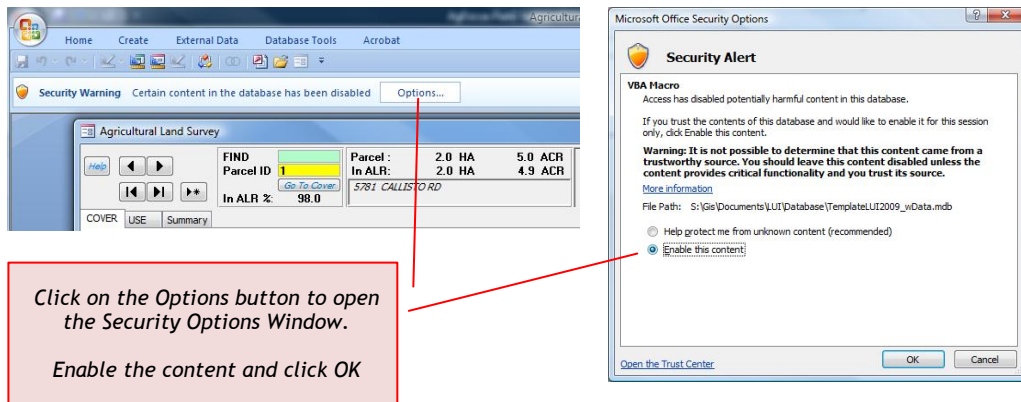 Agricultura
Home Create External Data Database Tools Acrobat
Security Warning Certain content in the database has been disabled Options...
Agricultural Land Survey
Help
FIND
Parcel ID 1
Go To Cover
In ALR %: 98.0
Parcel : 2.0 HA 5.0 ACR
In ALR: 2.0 HA 4.9 ACR
5781 CALLISTO RD
COVER USE Summary
Click on the Options button to open
the Security Options Window.
Enable the content and click OK
Microsoft Office Security Options
Security Alert
VBA Macro
Access has disabled potentially harmful content in this database.
If you trust the contents of this database and would like to enable it for this session
only, click Enable this content.
Warning: It is not possible to determine that this content came from a
trustworthy source. You should leave this content disabled unless the
content provides critical functionality and you trust its source.
More information
File Path: S:\Gis\Documents\LUI\Database\TemplateLUI2009_wData.mdb
Help protect me from unknown content (recommended)
Enable this content
Open the Trust Center
OK Cancel